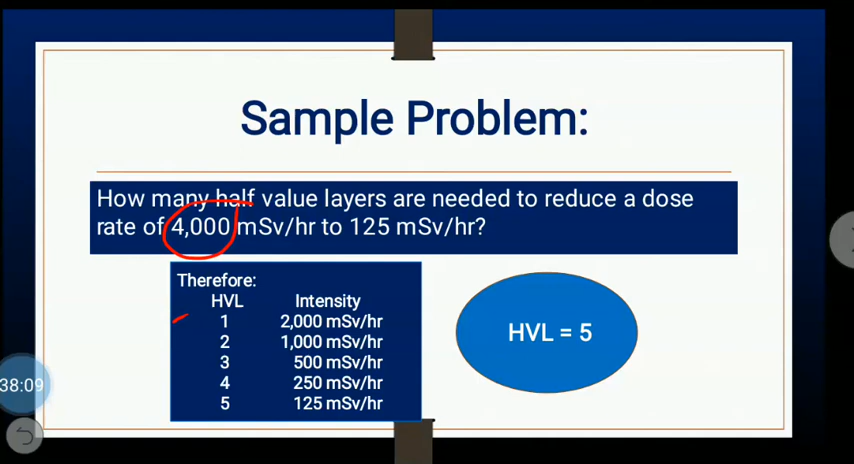 Sample Problem:
How many half value layers are needed to reduce a dose
rate of 4,000 mSv/hr to 125 mSv/hr?
Therefore:
HVL Intensity
1 2,000 mSv/hr
2 1,000 mSv/hr
3 500 mSv/hr
4 250 mSv/hr
5 125 mSv/hr
HVL = 5
38:09